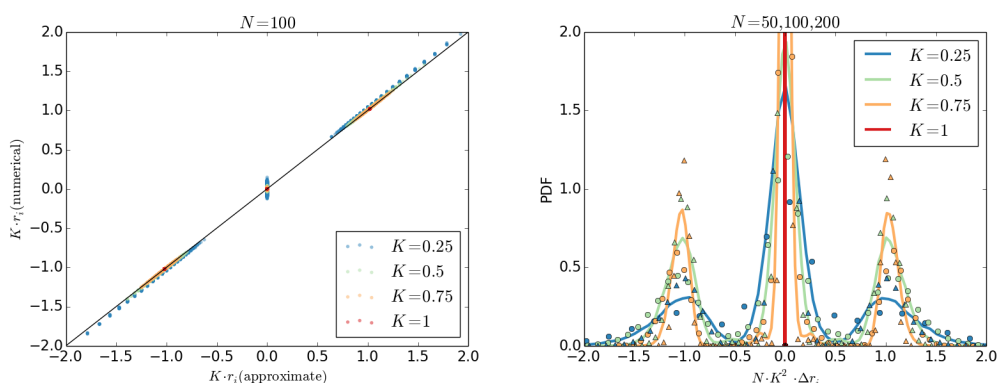 N=100
2.0
1.5
1.0
0.5
0.0
−0.5
−1.0
−1.5
−2.0
K·r_i(numerical)
−2.0 −1.5 −1.0 −0.5 0.0 0.5 1.0 1.5 2.0
K·r_i(approximate)
K=0.25
K=0.5
K=0.75
K=1
N=50,100,200
2.0
1.5
1.0
0.5
0.0
PDF
−2.0 −1.5 −1.0 −0.5 0.0 0.5 1.0 1.5 2.0
N·K² ·Δr_i
K=0.25
K=0.5
K=0.75
K=1